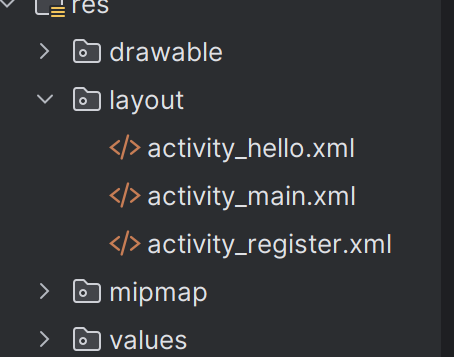 res
drawable
layout
activity_hello.xml
activity_main.xml
activity_register.xml
mipmap
values